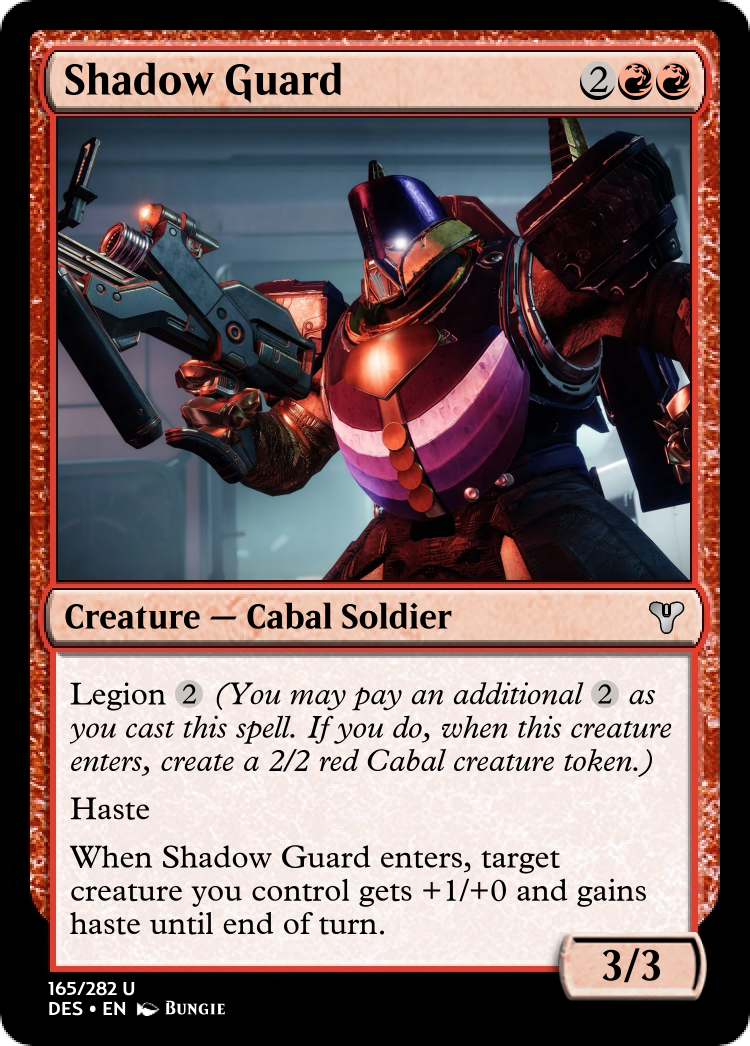 Shadow Guard 2
Creature — Cabal Soldier
Legion 2 (You may pay an additional 2 as
you cast this spell. If you do, when this creature
enters, create a 2/2 red Cabal creature token.)
Haste
When Shadow Guard enters, target
creature you control gets +1/+0 and gains
haste until end of turn.
3/3
165/282 U
DES • EN Bungie